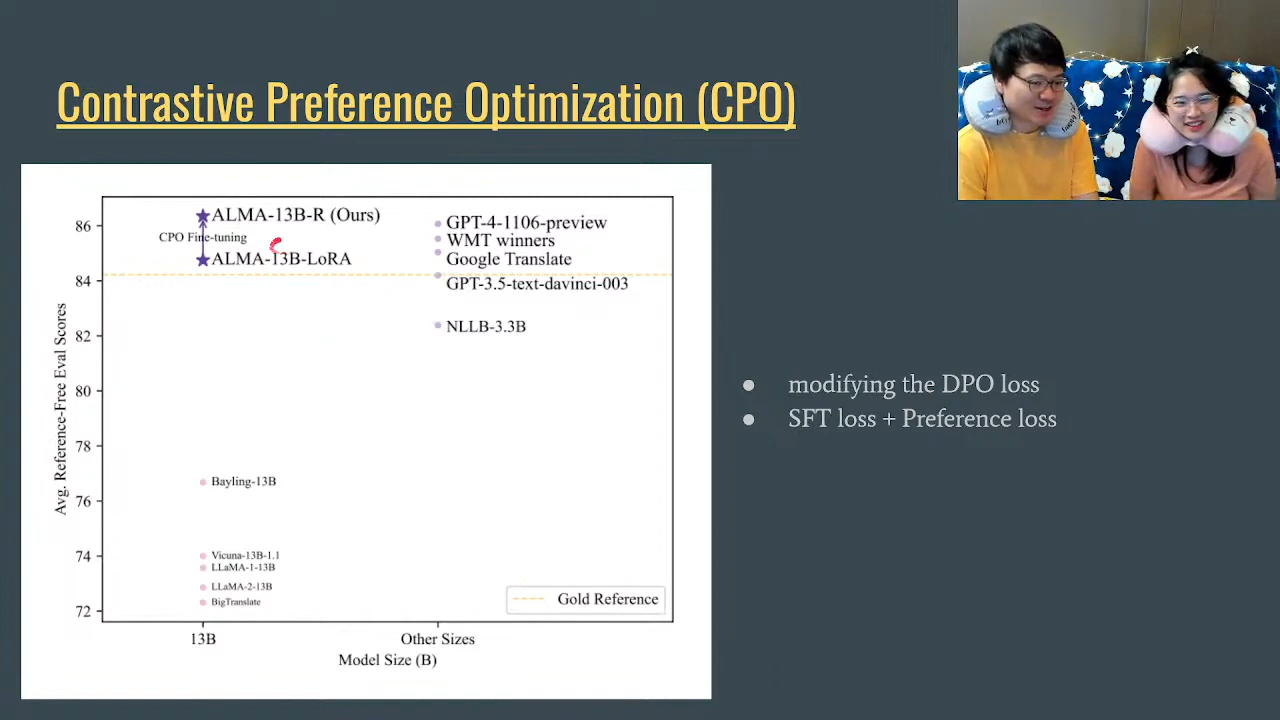 Contrastive Preference Optimization (CPO)
86
84
82
80
78
76
74
72
Avg. Reference-Free Eval Scores
ALMA-13B-R (Ours)
CPO Fine-tuning
ALMA-13B-LoRA
GPT-4-1106-preview
WMT winners
Google Translate
GPT-3.5-text-davinci-003
NLLB-3.3B
Bayling-13B
Vicuna-13B-1.1
LLaMA-1-13B
LLaMA-2-13B
BigTranslate
Gold Reference
13B
Other Sizes
Model Size (B)
● modifying the DPO loss
● SFT loss + Preference loss